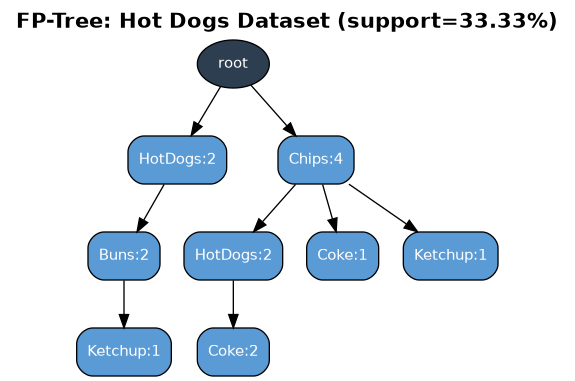 FP-Tree: Hot Dogs Dataset (support=33.33%)
root
HotDogs:2
Chips:4
Buns:2
HotDogs:2
Coke:1
Ketchup:1
Ketchup:1
Coke:2